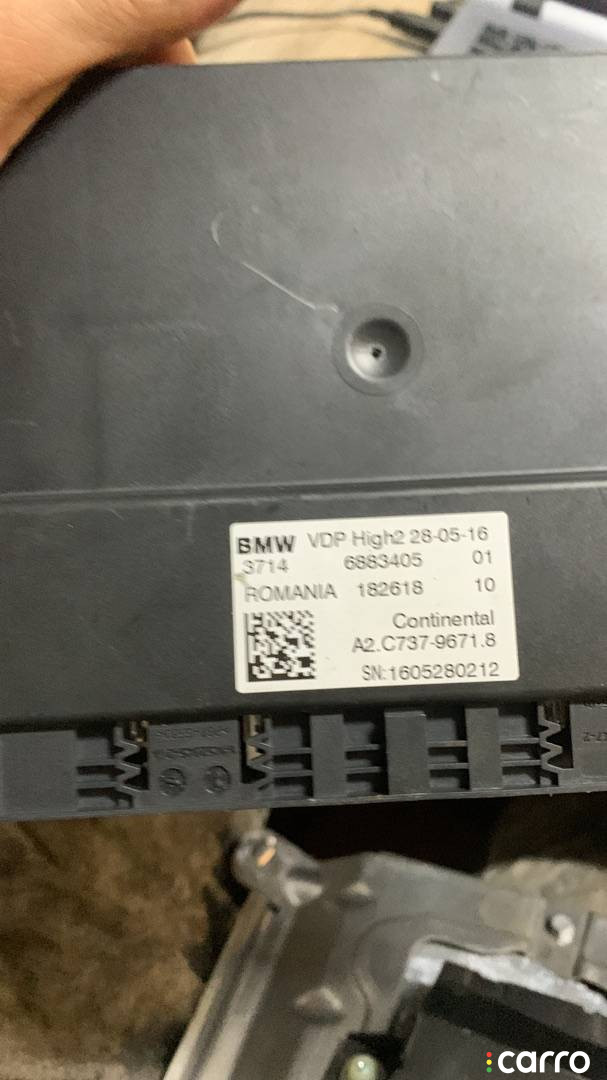 BMW VDP High2 28-05-16
3714 6883405 01
ROMANIA 182618 10
Continental
A2.C737-9671.8
SN:1605280212
carro